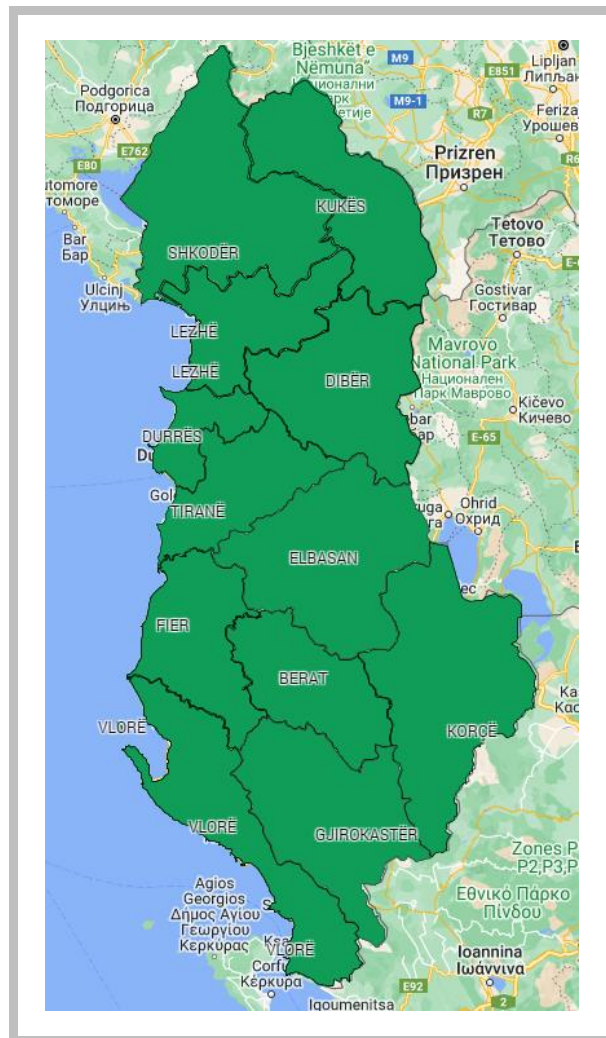 Bjeshkët e
Nëmuna"
M9
E851
Lipljan
Podgorica
Подгорица
M9-1
R7
Feriza
Урошев
E762
E80
Prizren
Призрен
R6
utomore
томоре
KUKËS
Tetovo
Тетово
Bar
Бар
SHKODËR
Ulcinj
Улцињ
Gostivar
Гостивар
LEZHË
Mavrovo
National Park
Национален
парк Маврово
LEZHË
DIBËR
Kičevo
Кичево
bar
DURRËS
E-65
Ohrid
Охрид
TIRANË
ELBASAN
FIER
BERAT
VLORË
KORÇË
VLORË
GJIROKASTËR
Zones P
P2,P3,P
Agios
Georgios
Δήμος Αγίου
Γεωργίου
Κερκύρας
Εθνικό Πάρκο
Πίνδου
VLORË
Corfu
Κέρκυρα
Ioannina
Ιωάννινα
E92
2
Igoumenitsa